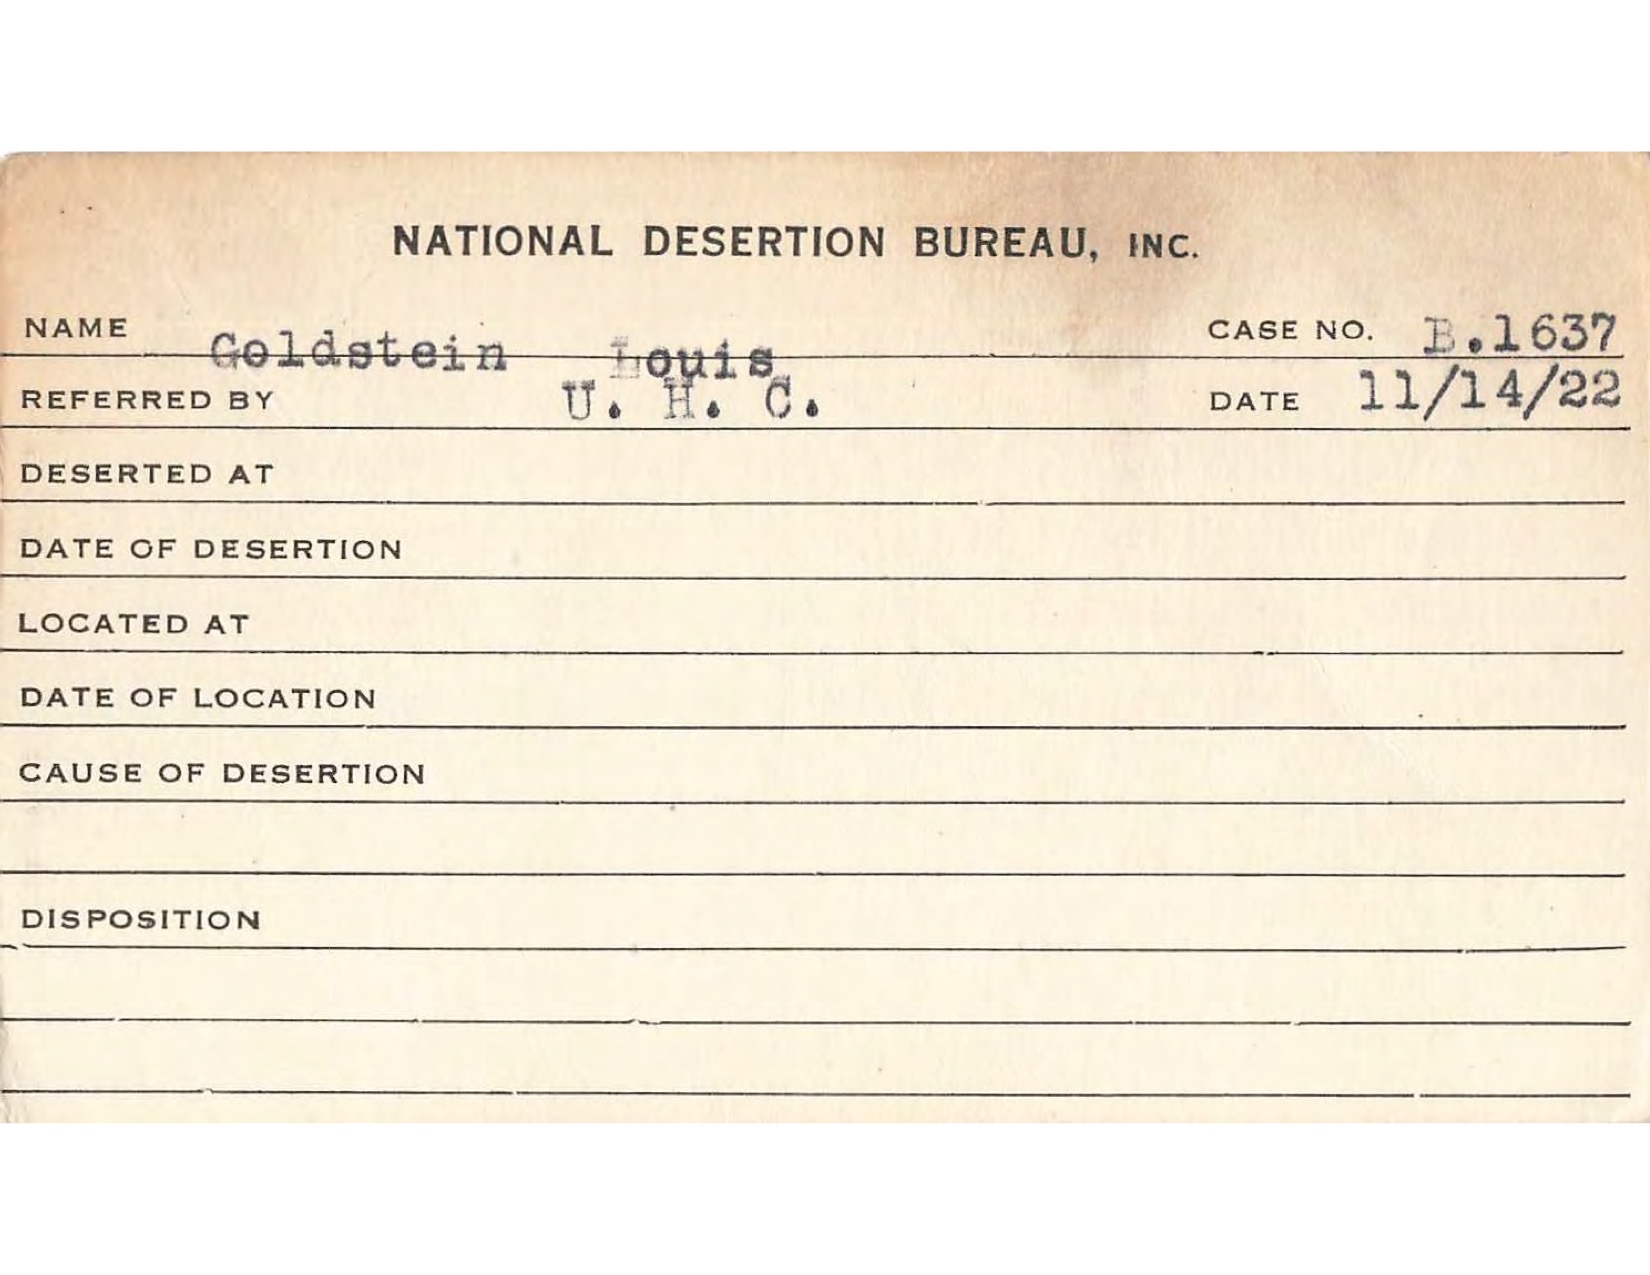 NATIONAL DESERTION BUREAU, INC.
NAME Goldstein Louis CASE NO. B.1637
REFERRED BY U. H. C. DATE 11/14/22
DESERTED AT
DATE OF DESERTION
LOCATED AT
DATE OF LOCATION
CAUSE OF DESERTION
DISPOSITION